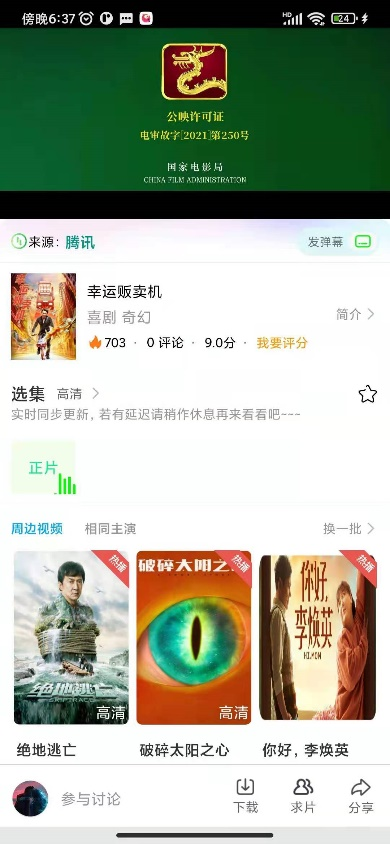 傍晚6:37
HD
24
公映许可证
电审故字[2021]第250号
国家电影局
CHINA FILM ADMINISTRATION
来源：腾讯
发弹幕
幸运贩卖机
喜剧 奇幻
简介
703 · 0 评论 · 9.0分 · 我要评分
选集 高清
实时同步更新，若有延迟请稍作休息再来看看吧~~~
正片
周边视频 相同主演 换一批
热播
绝地逃亡
SKIPTRACE
高清
热播
破碎太阳之心
高清
热播
你好，李焕英
HI,MOM
绝地逃亡
破碎太阳之心
你好，李焕英
参与讨论
下载
求片
分享